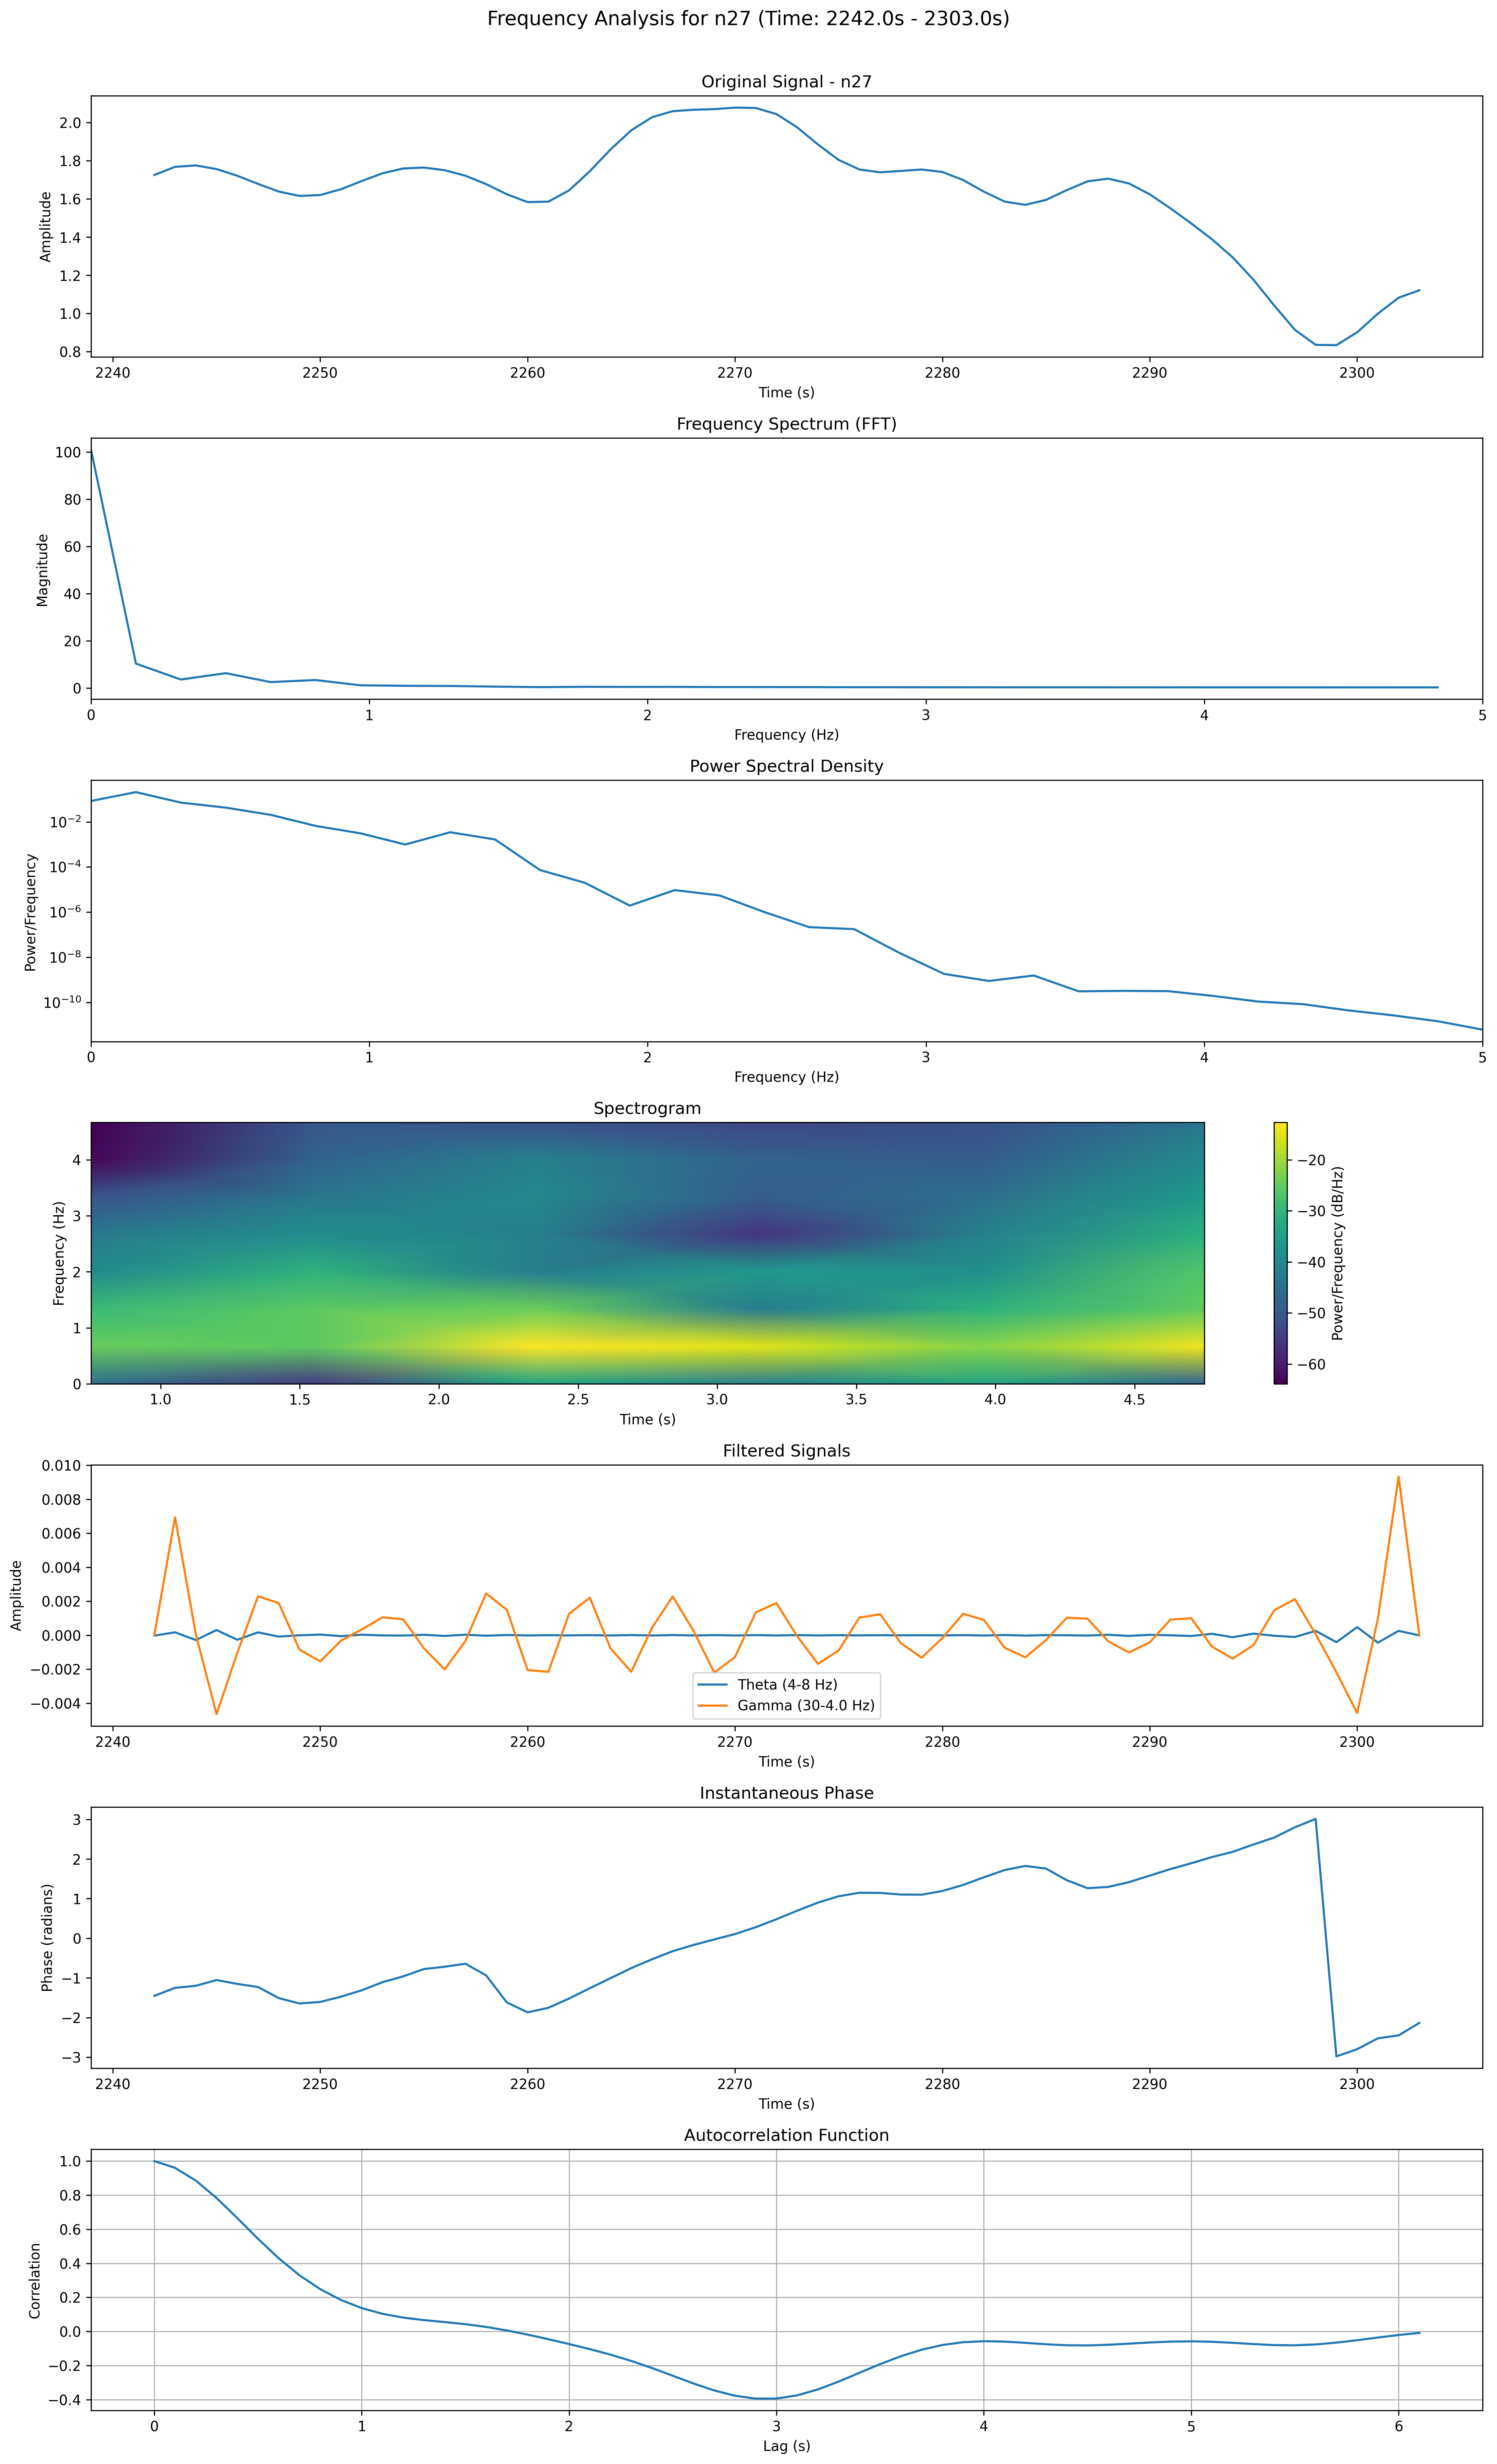 Frequency Analysis for n27 (Time: 2242.0s - 2303.0s)
Original Signal - n27
Amplitude
2.0
1.8
1.6
1.4
1.2
1.0
0.8
2240 2250 2260 2270 2280 2290 2300
Time (s)
Frequency Spectrum (FFT)
Magnitude
100
80
60
40
20
0
0 1 2 3 4 5
Frequency (Hz)
Power Spectral Density
Power/Frequency
10⁻²
10⁻⁴
10⁻⁶
10⁻⁸
10⁻¹⁰
0 1 2 3 4 5
Frequency (Hz)
Spectrogram
Frequency (Hz)
4
3
2
1
0
1.0 1.5 2.0 2.5 3.0 3.5 4.0 4.5
Time (s)
−20
−30
−40
−50
−60
Power/Frequency (dB/Hz)
Filtered Signals
Amplitude
0.010
0.008
0.006
0.004
0.002
0.000
−0.002
−0.004
Theta (4-8 Hz)
Gamma (30-4.0 Hz)
2240 2250 2260 2270 2280 2290 2300
Time (s)
Instantaneous Phase
Phase (radians)
3
2
1
0
−1
−2
−3
2240 2250 2260 2270 2280 2290 2300
Time (s)
Autocorrelation Function
Correlation
1.0
0.8
0.6
0.4
0.2
0.0
−0.2
−0.4
0 1 2 3 4 5 6
Lag (s)